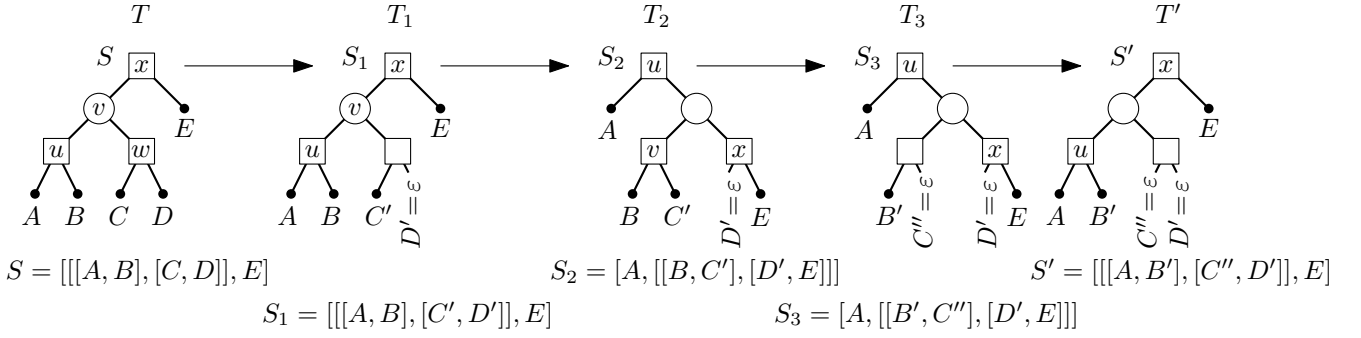 T T₁ T₂ T₃ T′
S x S₁ x S₂ u S₃ u S′ x
v E v E A A E
u w u v x x u
A B C D A B C′ D′ = ε B C′ D′ = ε E B′ C″ = ε D′ = ε E A B′ C″ = ε D′ = ε
S = [[[A, B], [C, D]], E] S₂ = [A, [[B, C′], [D′, E]]] S′ = [[[A, B′], [C″, D′]], E]
S₁ = [[[A, B], [C′, D′]], E] S₃ = [A, [[B′, C″], [D′, E]]]